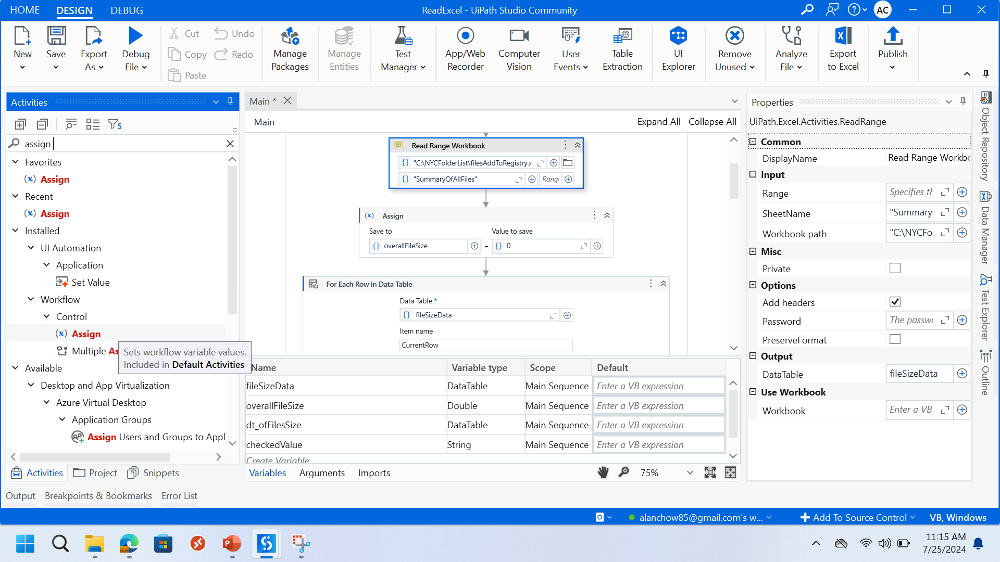 HOME DESIGN DEBUG
ReadExcel - UiPath Studio Community
AC
New
Save
Export As
Debug File
Cut
Copy
Paste
Undo
Redo
Manage Packages
Manage Entities
Test Manager
App/Web Recorder
Computer Vision
User Events
Table Extraction
UI Explorer
Remove Unused
Analyze File
Export to Excel
Publish
Activities
5
assign
Favorites
(x) Assign
Recent
(x) Assign
Installed
UI Automation
Application
Set Value
Workflow
Control
(x) Assign
Multiple As
Sets workflow variable values.
Included in Default Activities
Available
Desktop and App Virtualization
Azure Virtual Desktop
Application Groups
Assign Users and Groups to Appl
Activities Project Snippets
Main *
Main
Expand All Collapse All
Read Range Workbook
{} "C:\NYCFolderList\filesAddToRegistry.x
{} "SummaryOfAllFiles"
Rang
(x) Assign
Save to
Value to save
{} overallFileSize = {} 0
For Each Row in Data Table
Data Table *
{} fileSizeData
Item name
CurrentRow
Name Variable type Scope Default
fileSizeData DataTable Main Sequence Enter a VB expression
overallFileSize Double Main Sequence Enter a VB expression
dt_ofFilesSize DataTable Main Sequence Enter a VB expression
checkedValue String Main Sequence Enter a VB expression
Create Variable
Variables Arguments Imports
75%
Properties
UiPath.Excel.Activities.ReadRange
Common
DisplayName Read Range Workbo
Input
Range Specifies th
SheetName "Summary
Workbook path "C:\NYCFo
Misc
Private
Options
Add headers
Password The passwo
PreserveFormat
Output
DataTable fileSizeData
Use Workbook
Workbook Enter a VB
Object Repository
Data Manager
Test Explorer
Outline
Output Breakpoints & Bookmarks Error List
alanchow85@gmail.com's w...
Add To Source Control
VB, Windows
11:15 AM
7/25/2024